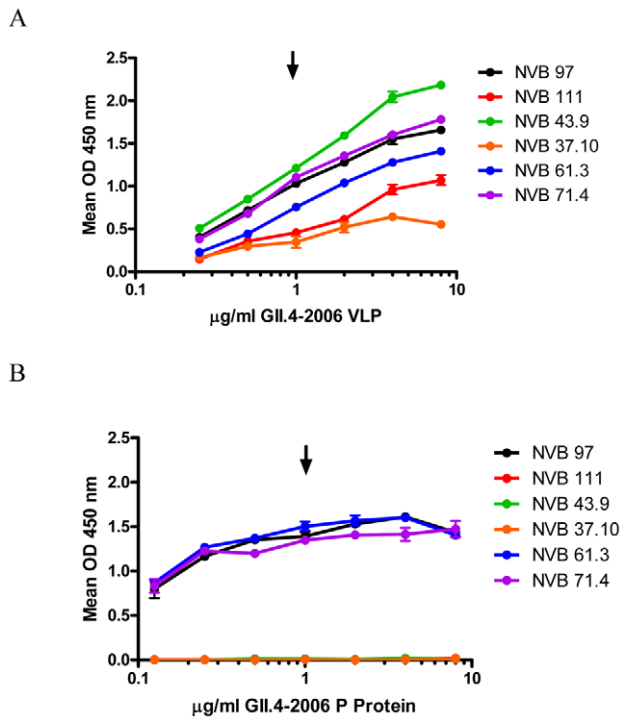 A
2.5
2.0
1.5
1.0
0.5
0.0
Mean OD 450 nm
0.1
1
10
µg/ml GII.4-2006 VLP
NVB 97
NVB 111
NVB 43.9
NVB 37.10
NVB 61.3
NVB 71.4
B
2.5
2.0
1.5
1.0
0.5
0.0
Mean OD 450 nm
0.1
1
10
µg/ml GII.4-2006 P Protein
NVB 97
NVB 111
NVB 43.9
NVB 37.10
NVB 61.3
NVB 71.4